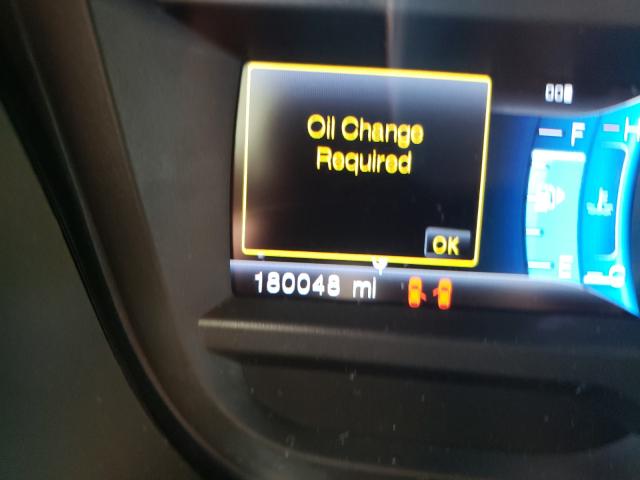 Oil Change
Required
OK
180048 mi
F
H
E